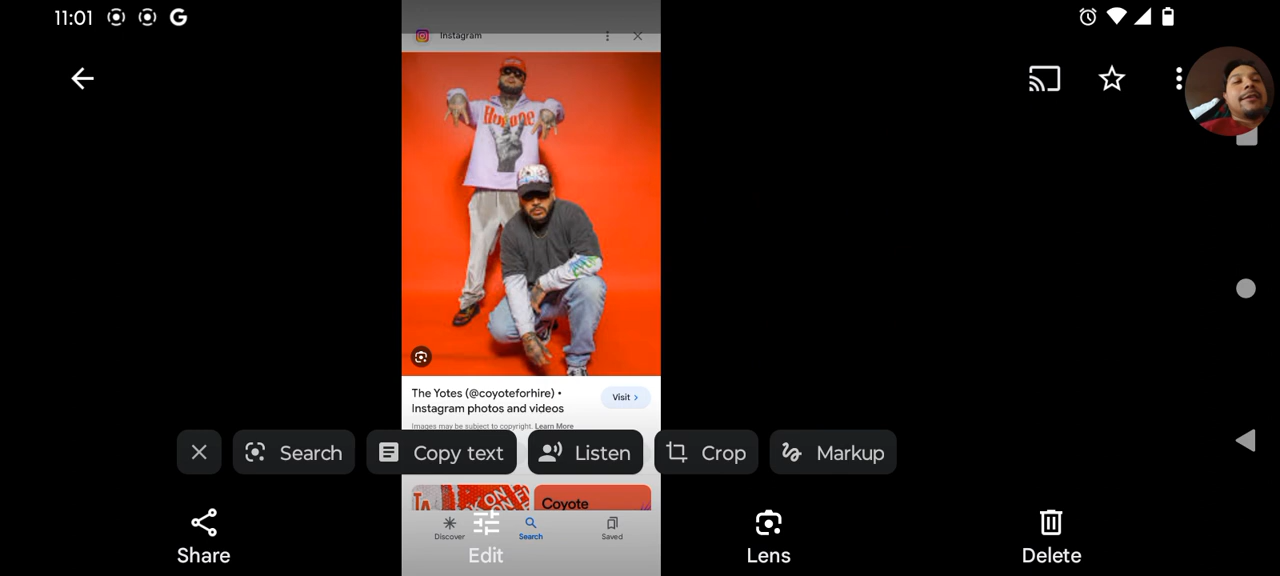 11:01
Instagram
Humane
The Yotes (@coyoteforhire) •
Instagram photos and videos
Visit >
Images may be subject to copyright. Learn More
Search
Copy text
Listen
Crop
Markup
Coyote
Discover
Search
Saved
Share
Edit
Lens
Delete